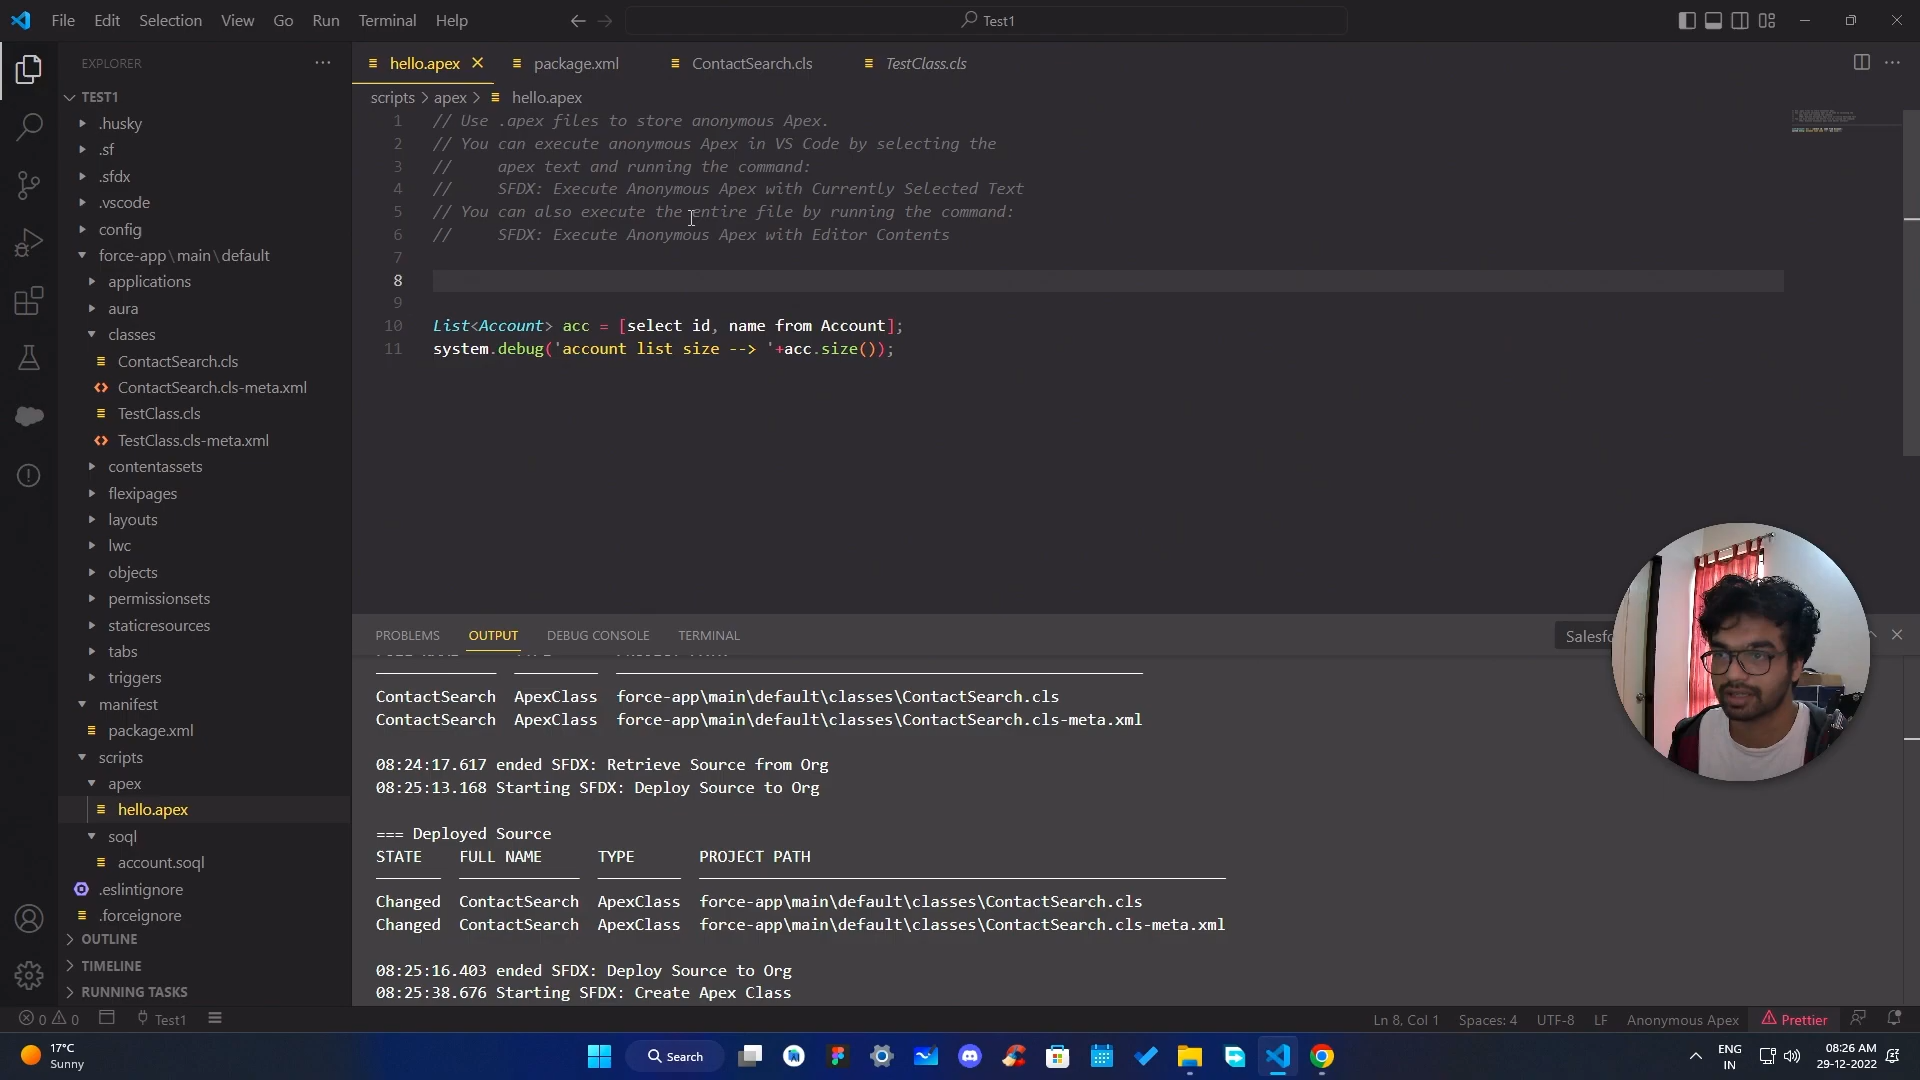 File Edit Selection View Go Run Terminal Help
Test1
EXPLORER
TEST1
.husky
.sf
.sfdx
.vscode
config
force-app\main\default
applications
aura
classes
ContactSearch.cls
ContactSearch.cls-meta.xml
TestClass.cls
TestClass.cls-meta.xml
contentassets
flexipages
layouts
lwc
objects
permissionsets
staticresources
tabs
triggers
manifest
package.xml
scripts
apex
hello.apex
soql
account.soql
.eslintignore
.forceignore
OUTLINE
TIMELINE
RUNNING TASKS
hello.apex package.xml ContactSearch.cls TestClass.cls
scripts > apex > hello.apex
1 // Use .apex files to store anonymous Apex.
2 // You can execute anonymous Apex in VS Code by selecting the
3 // apex text and running the command:
4 // SFDX: Execute Anonymous Apex with Currently Selected Text
5 // You can also execute the entire file by running the command:
6 // SFDX: Execute Anonymous Apex with Editor Contents
7
8
9
10 List<Account> acc = [select id, name from Account];
11 system.debug('account list size --> '+acc.size());
PROBLEMS OUTPUT DEBUG CONSOLE TERMINAL
Salesfo
ContactSearch ApexClass force-app\main\default\classes\ContactSearch.cls
ContactSearch ApexClass force-app\main\default\classes\ContactSearch.cls-meta.xml
08:24:17.617 ended SFDX: Retrieve Source from Org
08:25:13.168 Starting SFDX: Deploy Source to Org
=== Deployed Source
STATE FULL NAME TYPE PROJECT PATH
Changed ContactSearch ApexClass force-app\main\default\classes\ContactSearch.cls
Changed ContactSearch ApexClass force-app\main\default\classes\ContactSearch.cls-meta.xml
08:25:16.403 ended SFDX: Deploy Source to Org
08:25:38.676 Starting SFDX: Create Apex Class
0 0 Test1
Ln 8, Col 1 Spaces: 4 UTF-8 LF Anonymous Apex Prettier
17°C
Sunny
Search
ENG
IN
08:26 AM
29-12-2022